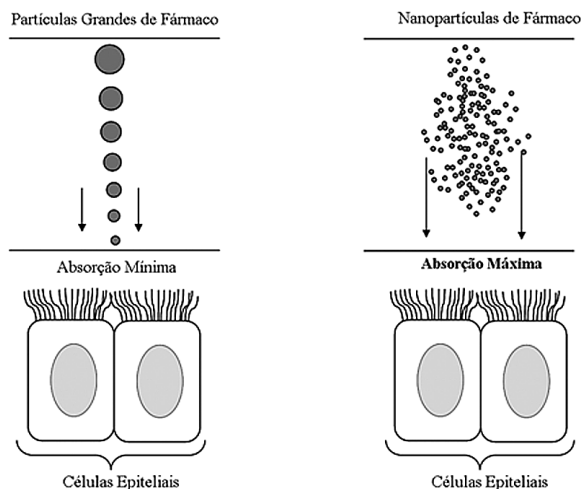 Partículas Grandes de Fármaco
Nanopartículas de Fármaco
Absorção Mínima
Absorção Máxima
Células Epiteliais
Células Epiteliais